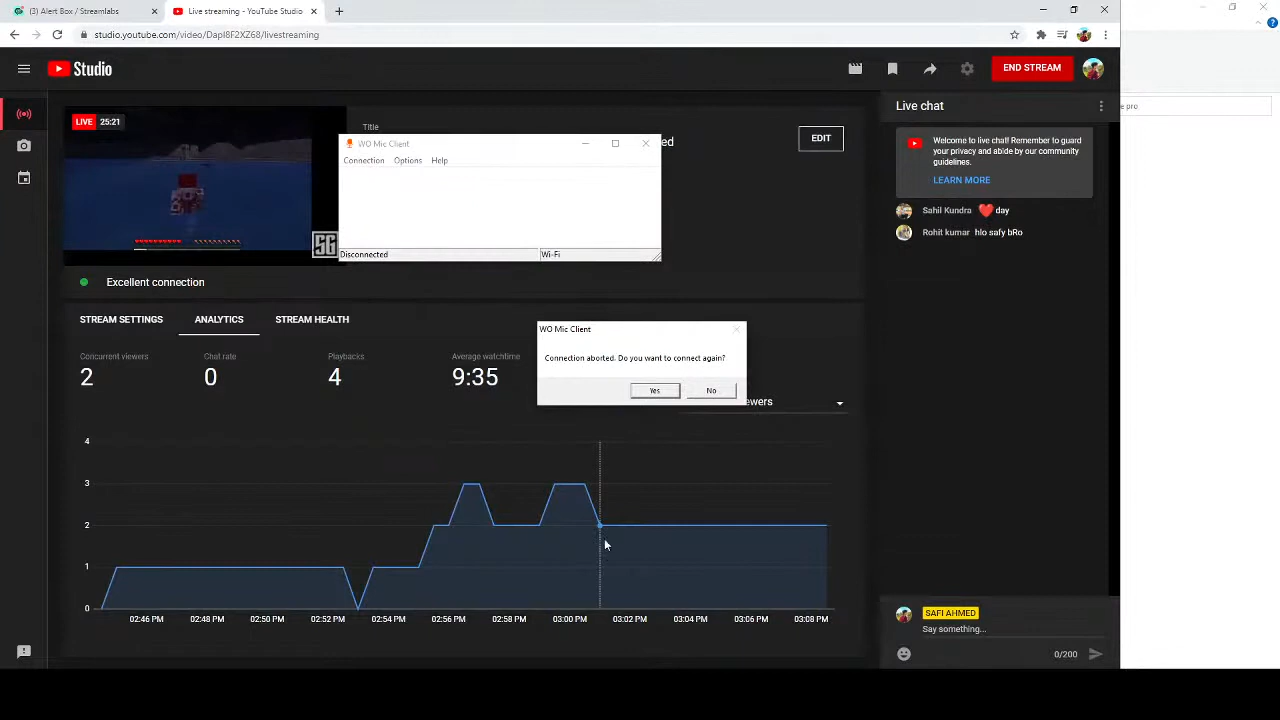 (3) Alert Box / Streamlabs
Live streaming - YouTube Studio
studio.youtube.com/video/DapI8F2XZ68/livestreaming
Studio
END STREAM
LIVE 25:21
SG
Title
ed
EDIT
WO Mic Client
Connection Options Help
Disconnected
Wi-Fi
Excellent connection
STREAM SETTINGS
ANALYTICS
STREAM HEALTH
Concurrent viewers
2
Chat rate
0
Playbacks
4
Average watchtime
9:35
WO Mic Client
Connection aborted. Do you want to connect again?
Yes
No
ewers
4
3
2
1
0
02:46 PM 02:48 PM 02:50 PM 02:52 PM 02:54 PM 02:56 PM 02:58 PM 03:00 PM 03:02 PM 03:04 PM 03:06 PM 03:08 PM
Live chat
Welcome to live chat! Remember to guard
your privacy and abide by our community
guidelines.
LEARN MORE
Sahil Kundra ❤️ day
Rohit kumar hlo safy bRo
SAFI AHMED
Say something...
0/200
e pro